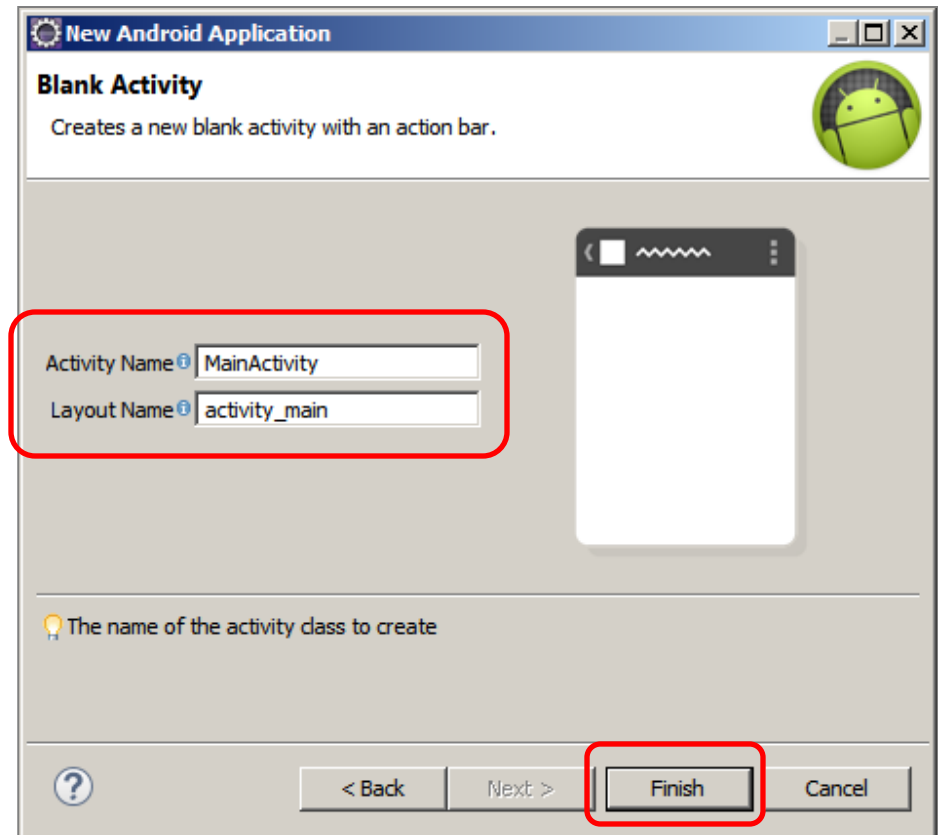 New Android Application
Blank Activity
Creates a new blank activity with an action bar.
Activity Name MainActivity
Layout Name activity_main
The name of the activity class to create
< Back Next > Finish Cancel